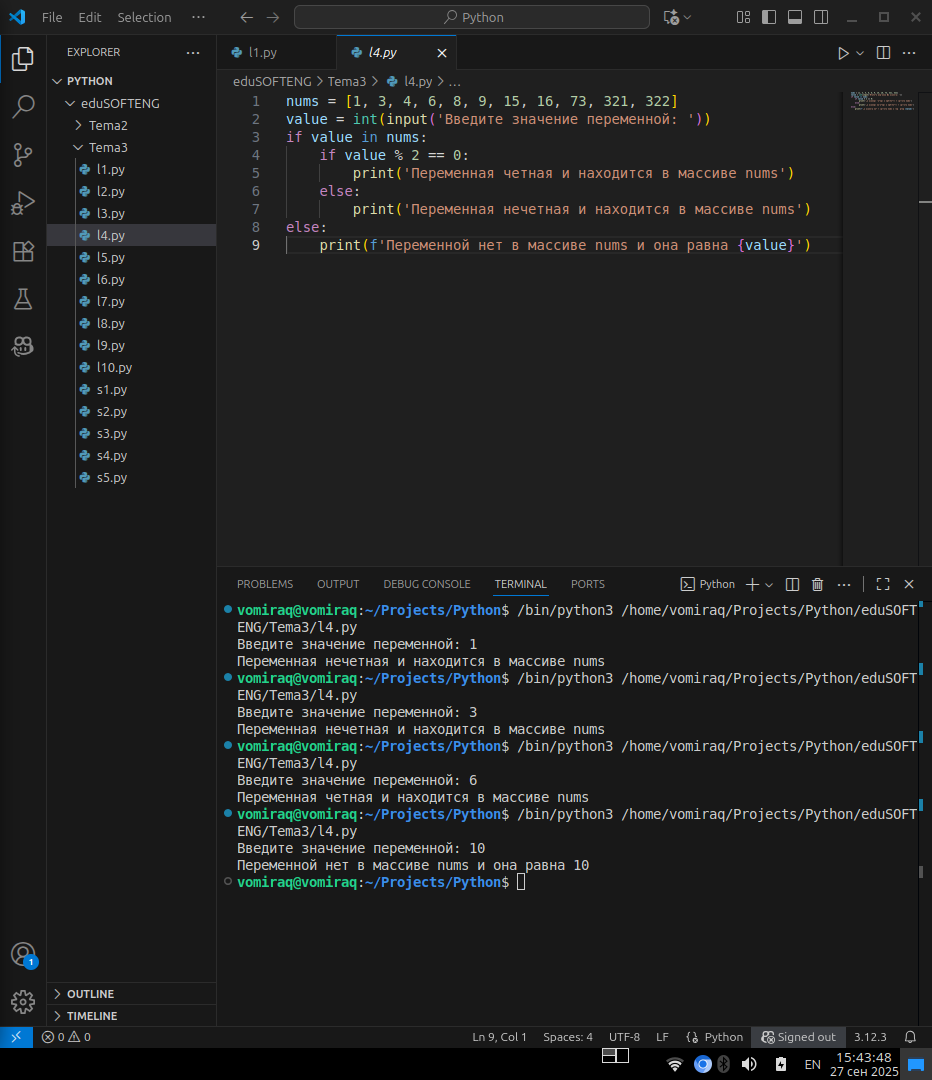 File Edit Selection ··· Python
EXPLORER ···
PYTHON
eduSOFTENG
Tema2
Tema3
l1.py
l2.py
l3.py
l4.py
l5.py
l6.py
l7.py
l8.py
l9.py
l10.py
s1.py
s2.py
s3.py
s4.py
s5.py
OUTLINE
TIMELINE
l1.py l4.py
eduSOFTENG > Tema3 > l4.py > ...
1 nums = [1, 3, 4, 6, 8, 9, 15, 16, 73, 321, 322]
2 value = int(input('Введите значение переменной: '))
3 if value in nums:
4 if value % 2 == 0:
5 print('Переменная четная и находится в массиве nums')
6 else:
7 print('Переменная нечетная и находится в массиве nums')
8 else:
9 print(f'Переменной нет в массиве nums и она равна {value}')
PROBLEMS OUTPUT DEBUG CONSOLE TERMINAL PORTS Python
vomiraq@vomiraq:~/Projects/Python$ /bin/python3 /home/vomiraq/Projects/Python/eduSOFT
ENG/Tema3/l4.py
Введите значение переменной: 1
Переменная нечетная и находится в массиве nums
vomiraq@vomiraq:~/Projects/Python$ /bin/python3 /home/vomiraq/Projects/Python/eduSOFT
ENG/Tema3/l4.py
Введите значение переменной: 3
Переменная нечетная и находится в массиве nums
vomiraq@vomiraq:~/Projects/Python$ /bin/python3 /home/vomiraq/Projects/Python/eduSOFT
ENG/Tema3/l4.py
Введите значение переменной: 6
Переменная четная и находится в массиве nums
vomiraq@vomiraq:~/Projects/Python$ /bin/python3 /home/vomiraq/Projects/Python/eduSOFT
ENG/Tema3/l4.py
Введите значение переменной: 10
Переменной нет в массиве nums и она равна 10
vomiraq@vomiraq:~/Projects/Python$
1
0 0 Ln 9, Col 1 Spaces: 4 UTF-8 LF {} Python Signed out 3.12.3
EN 15:43:48
27 сен 2025